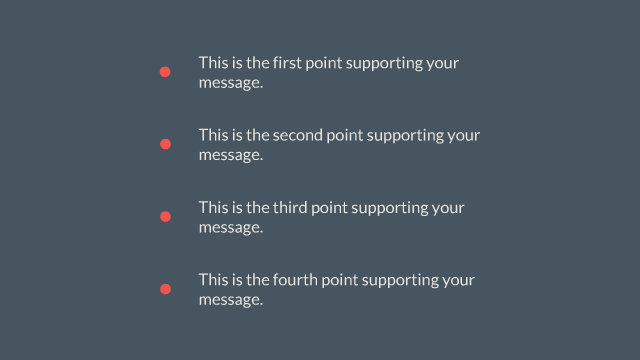 This is the first point supporting your
message.
This is the second point supporting your
message.
This is the third point supporting your
message.
This is the fourth point supporting your
message.